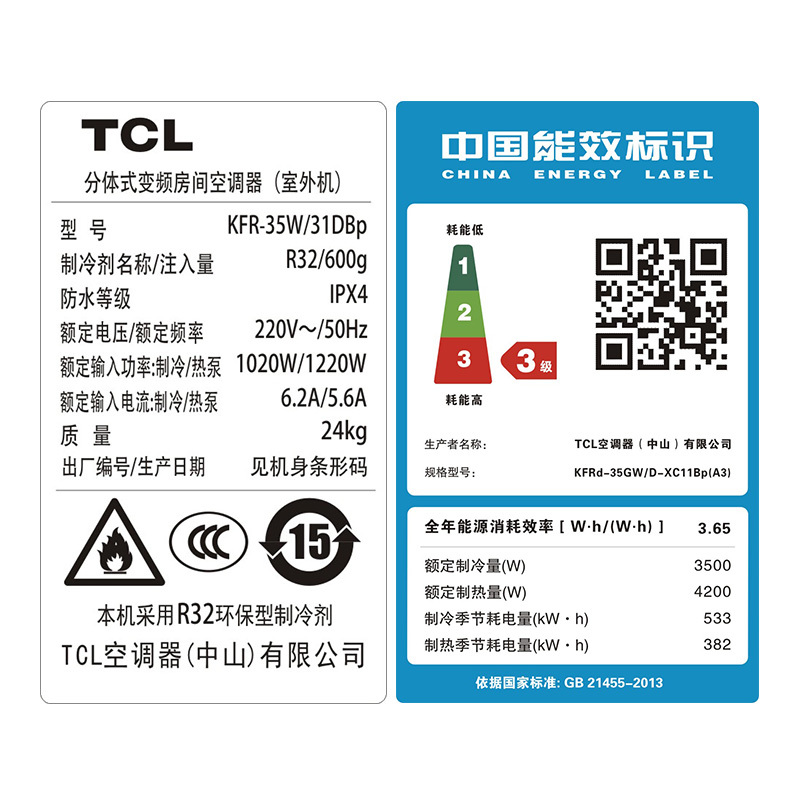 TCL
分体式变频房间空调器（室外机）
型 号 KFR-35W/31DBp
制冷剂名称/注入量 R32/600g
防水等级 IPX4
额定电压/额定频率 220V～/50Hz
额定输入功率:制冷/热泵 1020W/1220W
额定输入电流:制冷/热泵 6.2A/5.6A
质 量 24kg
出厂编号/生产日期 见机身条形码
CCC 15
本机采用R32环保型制冷剂
TCL空调器(中山)有限公司
中国能效标识
CHINA ENERGY LABEL
耗能低
1
2
3 3级
耗能高
生产者名称: TCL空调器（中山）有限公司
规格型号: KFRd-35GW/D-XC11Bp(A3)
全年能源消耗效率 [ W·h/(W·h) ] 3.65
额定制冷量(W) 3500
额定制热量(W) 4200
制冷季节耗电量(kW·h) 533
制热季节耗电量(kW·h) 382
依据国家标准: GB 21455-2013